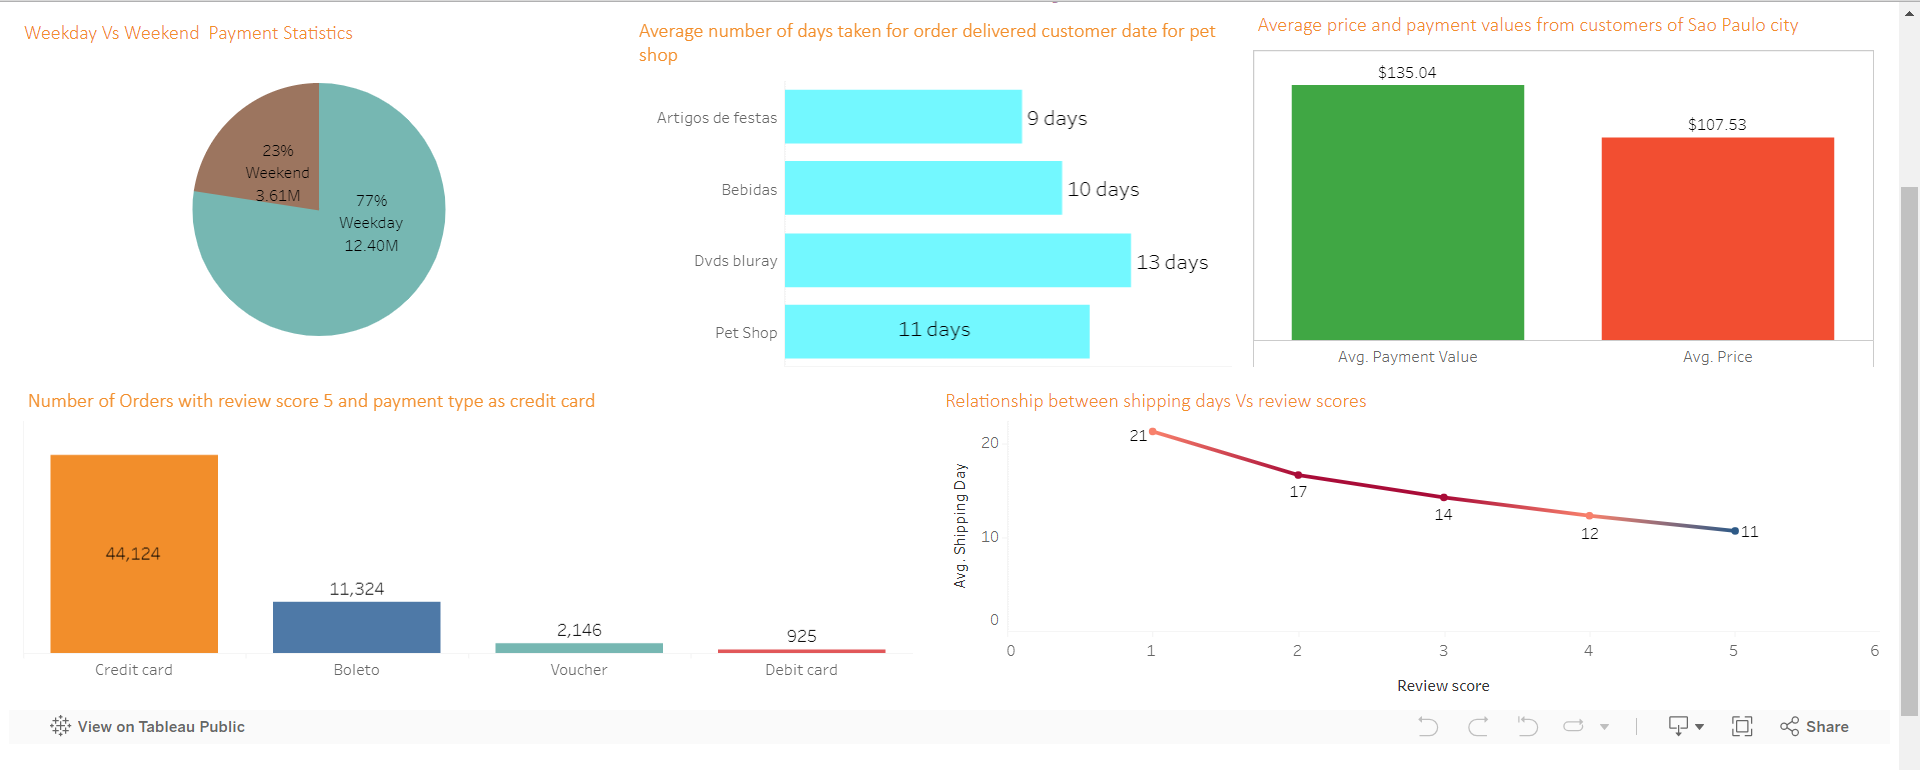 Weekday Vs Weekend  Payment Statistics
23%
Weekend
3.61M
77%
Weekday
12.40M
Average number of days taken for order delivered customer date for pet
shop
Artigos de festas
9 days
Bebidas
10 days
Dvds bluray
13 days
Pet Shop
11 days
Average price and payment values from customers of Sao Paulo city
$135.04
$107.53
Avg. Payment Value
Avg. Price
Number of Orders with review score 5 and payment type as credit card
44,124
11,324
2,146
925
Credit card
Boleto
Voucher
Debit card
Relationship between shipping days Vs review scores
Avg. Shipping Day
20
10
0
21
17
14
12
11
0
1
2
3
4
5
6
Review score
View on Tableau Public
Share